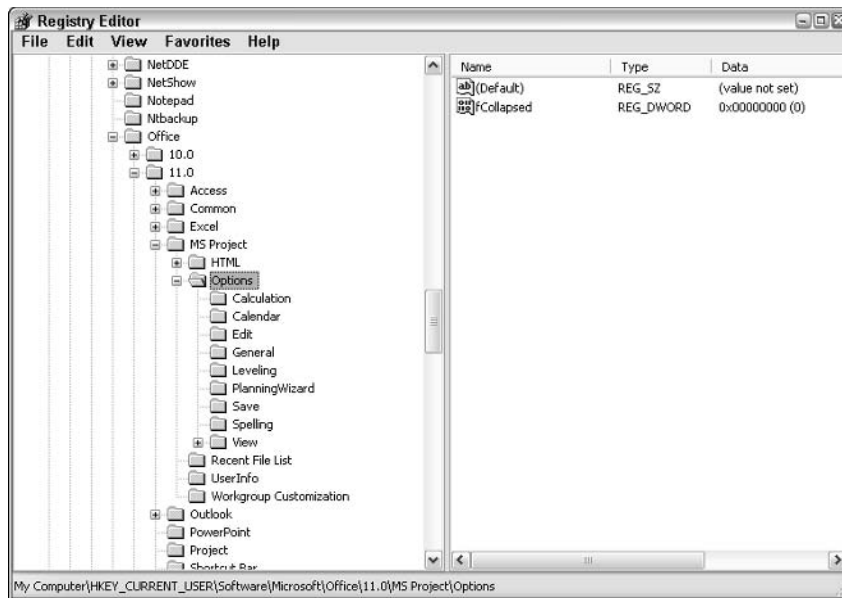 Registry Editor
File Edit View Favorites Help
NetDDE
NetShow
Notepad
Ntbackup
Office
10.0
11.0
Access
Common
Excel
MS Project
HTML
Options
Calculation
Calendar
Edit
General
Leveling
PlanningWizard
Save
Spelling
View
Recent File List
UserInfo
Workgroup Customization
Outlook
PowerPoint
Project
Shortcut Bar
Name Type Data
ab (Default) REG_SZ (value not set)
fCollapsed REG_DWORD 0x00000000 (0)
My Computer\HKEY_CURRENT_USER\Software\Microsoft\Office\11.0\MS Project\Options